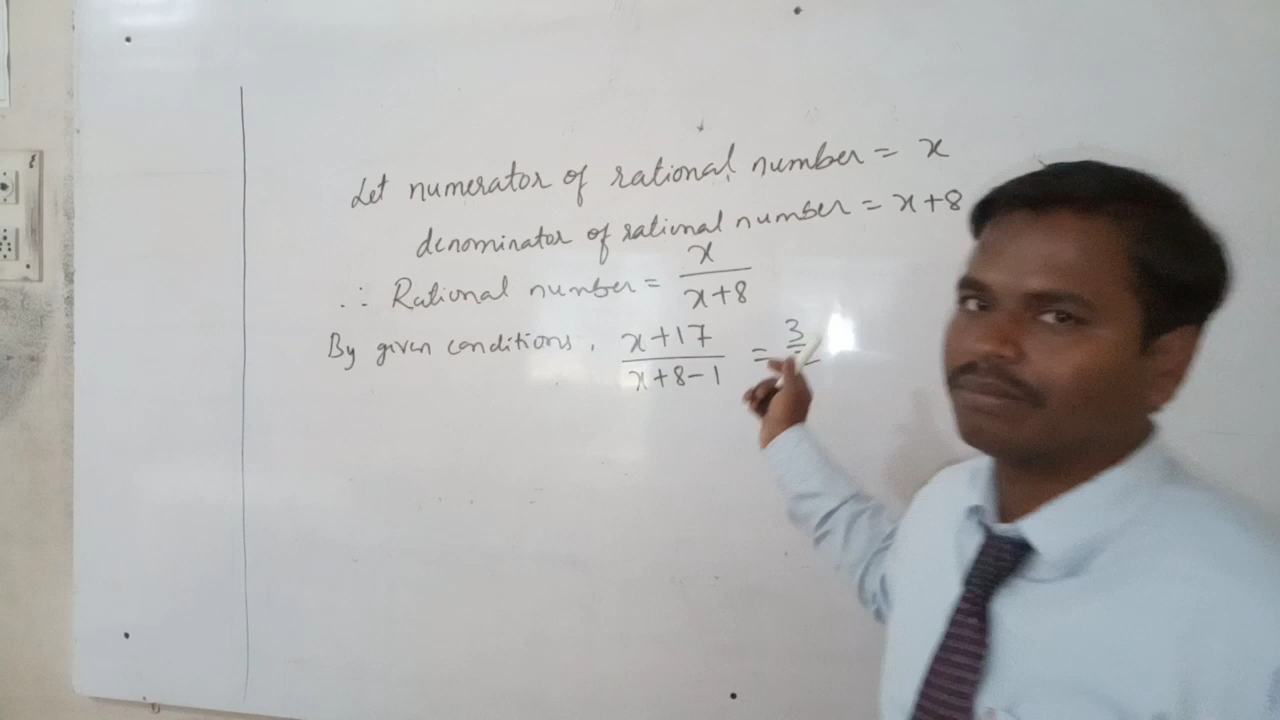 Let numerator of rational number = x
denominator of rational number = x+8
∴ Rational number = x/(x+8)
By given conditions, (x+17)/(x+8-1) = 3/